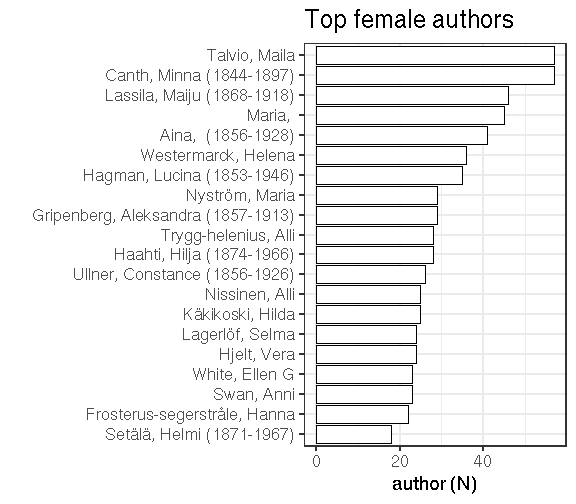 Top female authors
Talvio, Maila
Canth, Minna (1844-1897)
Lassila, Maiju (1868-1918)
Maria,
Aina, (1856-1928)
Westermarck, Helena
Hagman, Lucina (1853-1946)
Nyström, Maria
Gripenberg, Aleksandra (1857-1913)
Trygg-helenius, Alli
Haahti, Hilja (1874-1966)
Ullner, Constance (1856-1926)
Nissinen, Alli
Käkikoski, Hilda
Lagerlöf, Selma
Hjelt, Vera
White, Ellen G
Swan, Anni
Frosterus-segerstråle, Hanna
Setälä, Helmi (1871-1967)
0 20 40
author (N)